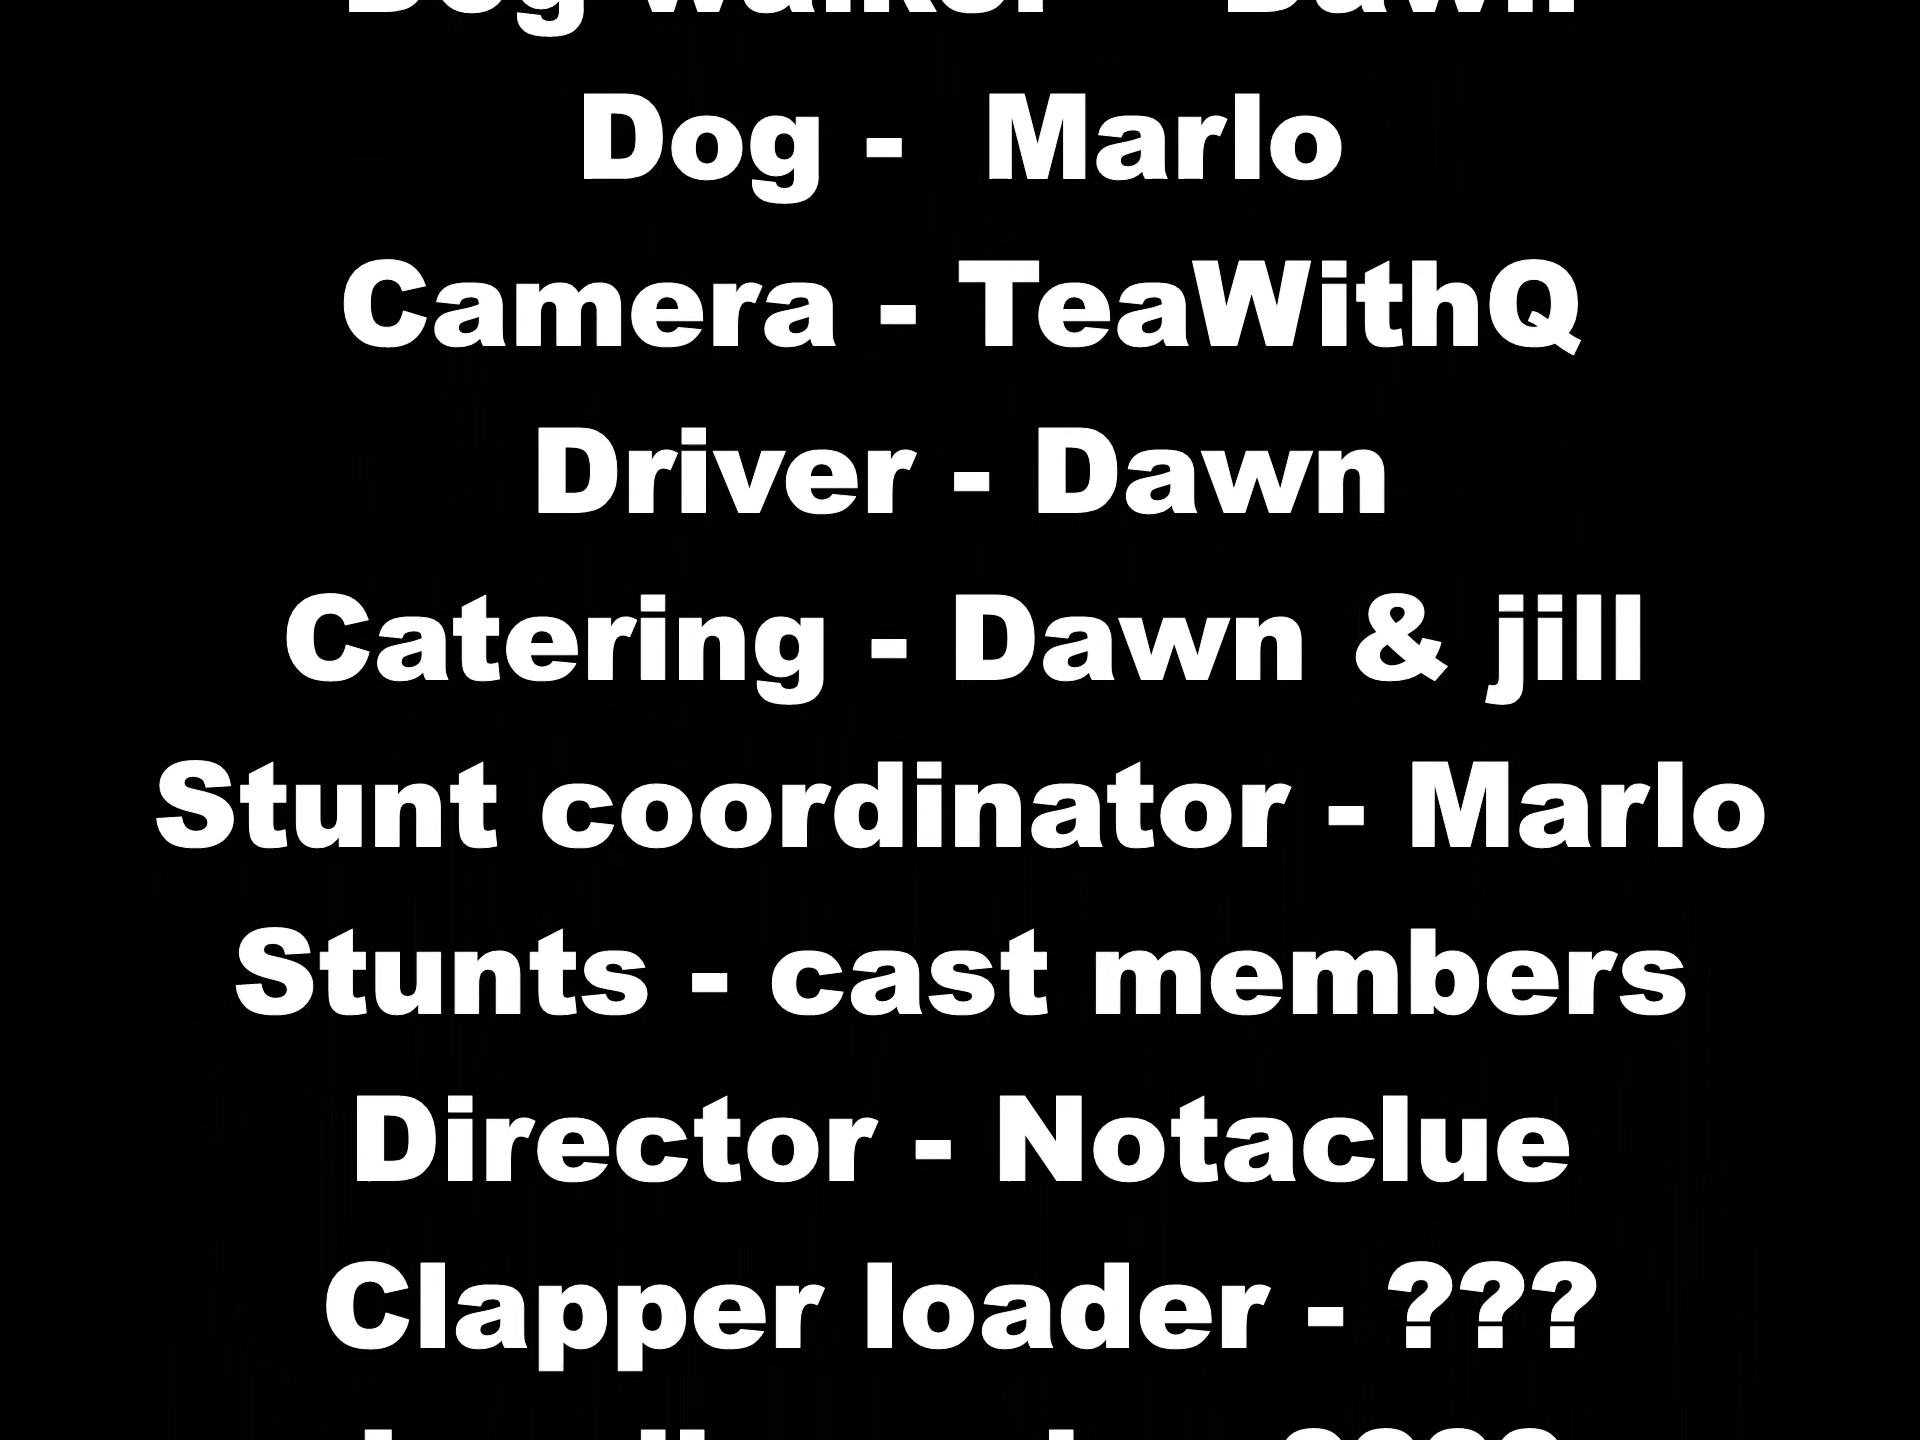 Dog walker - Dawn
Dog - Marlo
Camera - TeaWithQ
Driver - Dawn
Catering - Dawn & jill
Stunt coordinator - Marlo
Stunts - cast members
Director - Notaclue
Clapper loader - ???